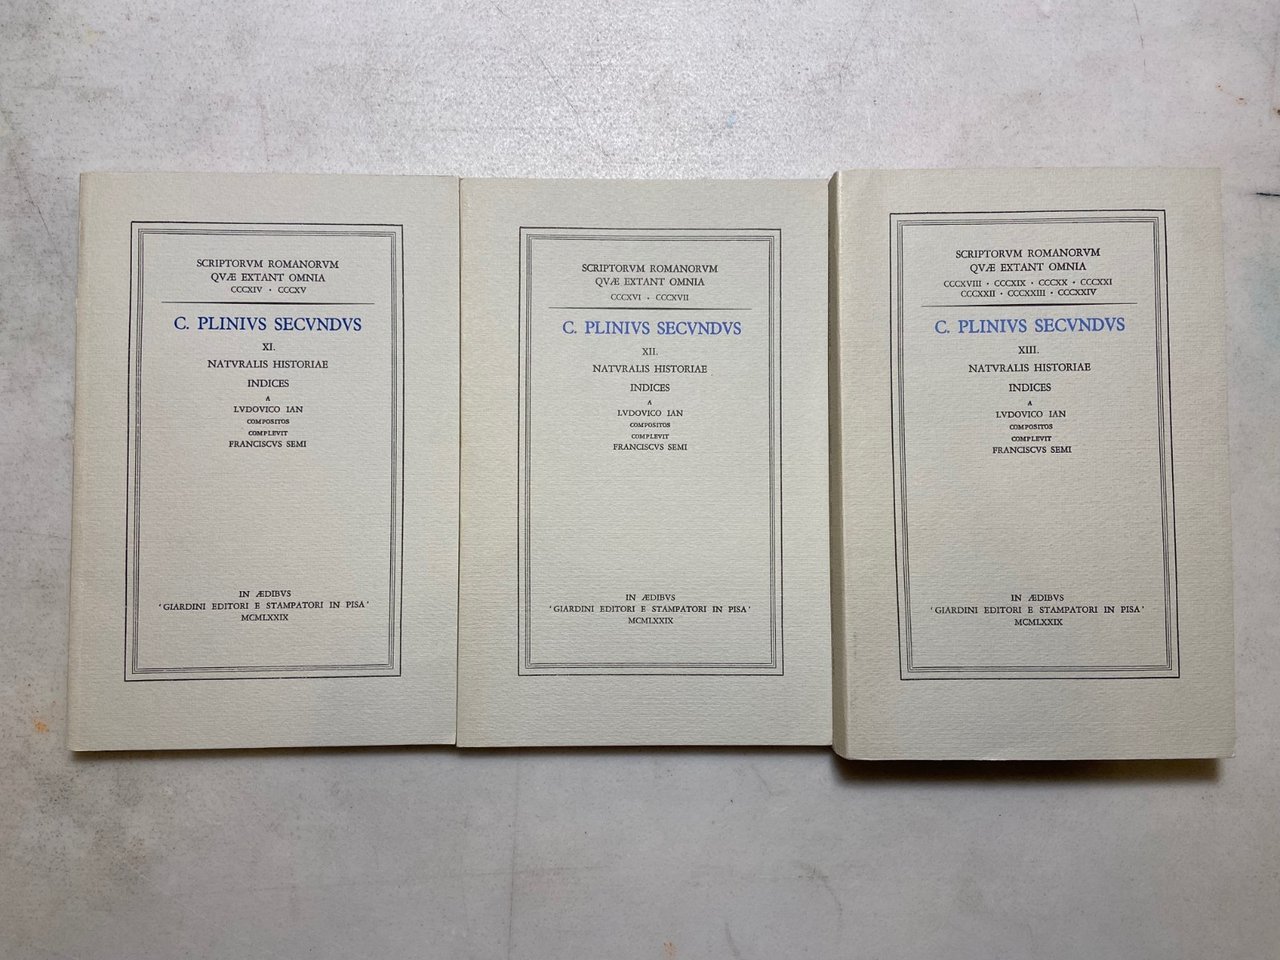 SCRIPTORVM ROMANORVM
QVÆ EXTANT OMNIA
CCCXIV · CCCXV
C. PLINIVS SECVNDVS
XI.
NATVRALIS HISTORIAE
INDICES
A
LVDOVICO IAN
COMPOSITOS
COMPLEVIT
FRANCISCVS SEMI
IN ÆDIBVS
'GIARDINI EDITORI E STAMPATORI IN PISA'
MCMLXXIX
SCRIPTORVM ROMANORVM
QVÆ EXTANT OMNIA
CCCXVI · CCCXVII
C. PLINIVS SECVNDVS
XII.
NATVRALIS HISTORIAE
INDICES
A
LVDOVICO IAN
COMPOSITOS
COMPLEVIT
FRANCISCVS SEMI
IN ÆDIBVS
'GIARDINI EDITORI E STAMPATORI IN PISA'
MCMLXXIX
SCRIPTORVM ROMANORVM
QVÆ EXTANT OMNIA
CCCXVIII · CCCXIX · CCCXX · CCCXXI
CCCXXII · CCCXXIII · CCCXXIV
C. PLINIVS SECVNDVS
XIII.
NATVRALIS HISTORIAE
INDICES
A
LVDOVICO IAN
COMPOSITOS
COMPLEVIT
FRANCISCVS SEMI
IN ÆDIBVS
'GIARDINI EDITORI E STAMPATORI IN PISA'
MCMLXXIX